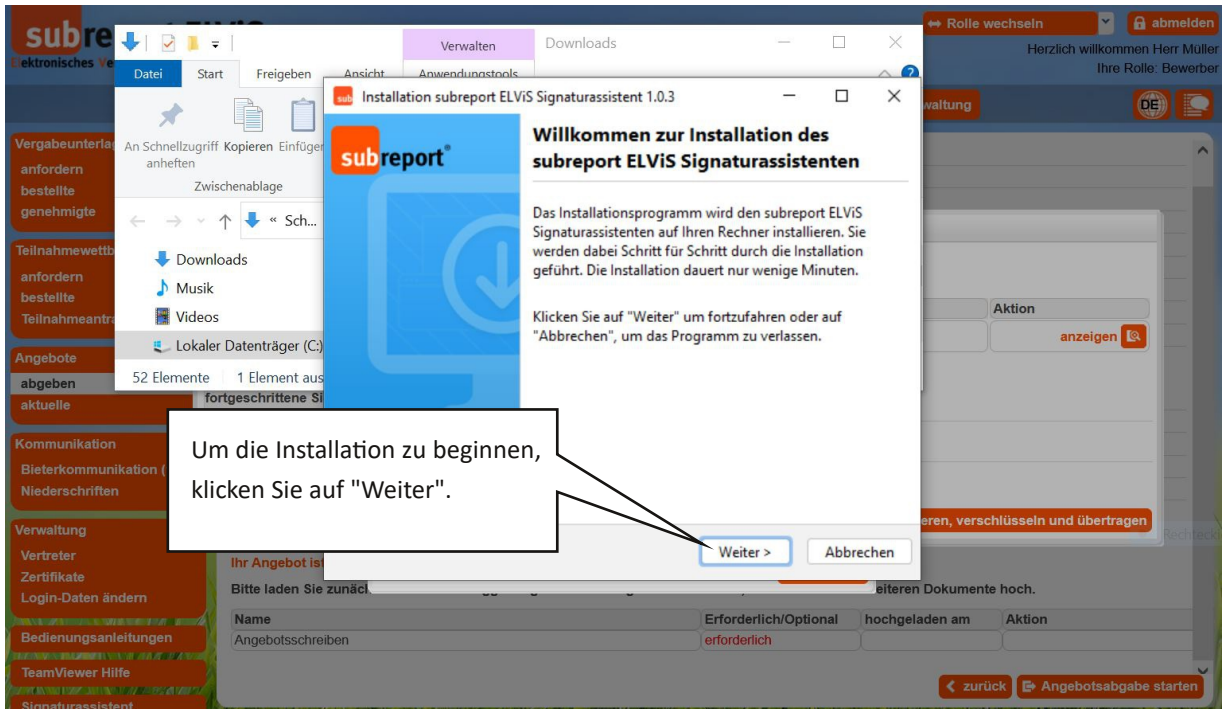 subre
Elektronisches Ve
Rolle wechseln
abmelden
Herzlich willkommen Herr Müller
Ihre Rolle: Bewerber
waltung
DE
Verwalten
Downloads
Datei
Start
Freigeben
Ansicht
Anwendungstools
An Schnellzugriff
anheften
Kopieren
Einfügen
Zwischenablage
« Sch...
Downloads
Musik
Videos
Lokaler Datenträger (C:)
52 Elemente
1 Element aus
Installation subreport ELViS Signaturassistent 1.0.3
subreport®
Willkommen zur Installation des
subreport ELViS Signaturassistenten
Das Installationsprogramm wird den subreport ELViS
Signaturassistenten auf Ihren Rechner installieren. Sie
werden dabei Schritt für Schritt durch die Installation
geführt. Die Installation dauert nur wenige Minuten.
Klicken Sie auf "Weiter" um fortzufahren oder auf
"Abbrechen", um das Programm zu verlassen.
Weiter >
Abbrechen
Um die Installation zu beginnen,
klicken Sie auf "Weiter".
Vergabeunterlag
anfordern
bestellte
genehmigte
Teilnahmewettb
anfordern
bestellte
Teilnahmeantra
Angebote
abgeben
aktuelle
Kommunikation
Bieterkommunikation (
Niederschriften
Verwaltung
Vertreter
Zertifikate
Login-Daten ändern
Bedienungsanleitungen
TeamViewer Hilfe
Signaturassistent
Aktion
anzeigen
fortgeschrittene Si
eren, verschlüsseln und übertragen
Rechteck
Ihr Angebot ist
Bitte laden Sie zunäc
eiteren Dokumente hoch.
Name
Erforderlich/Optional
hochgeladen am
Aktion
Angebotsschreiben
erforderlich
zurück
Angebotsabgabe starten